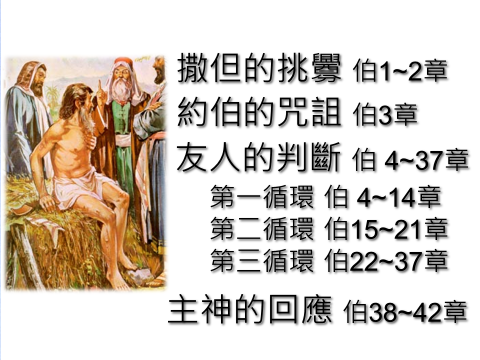 撒但的挑釁 伯1~2章
約伯的咒詛 伯3章
友人的判斷 伯 4~37章
第一循環 伯 4~14章
第二循環 伯15~21章
第三循環 伯22~37章
主神的回應 伯38~42章